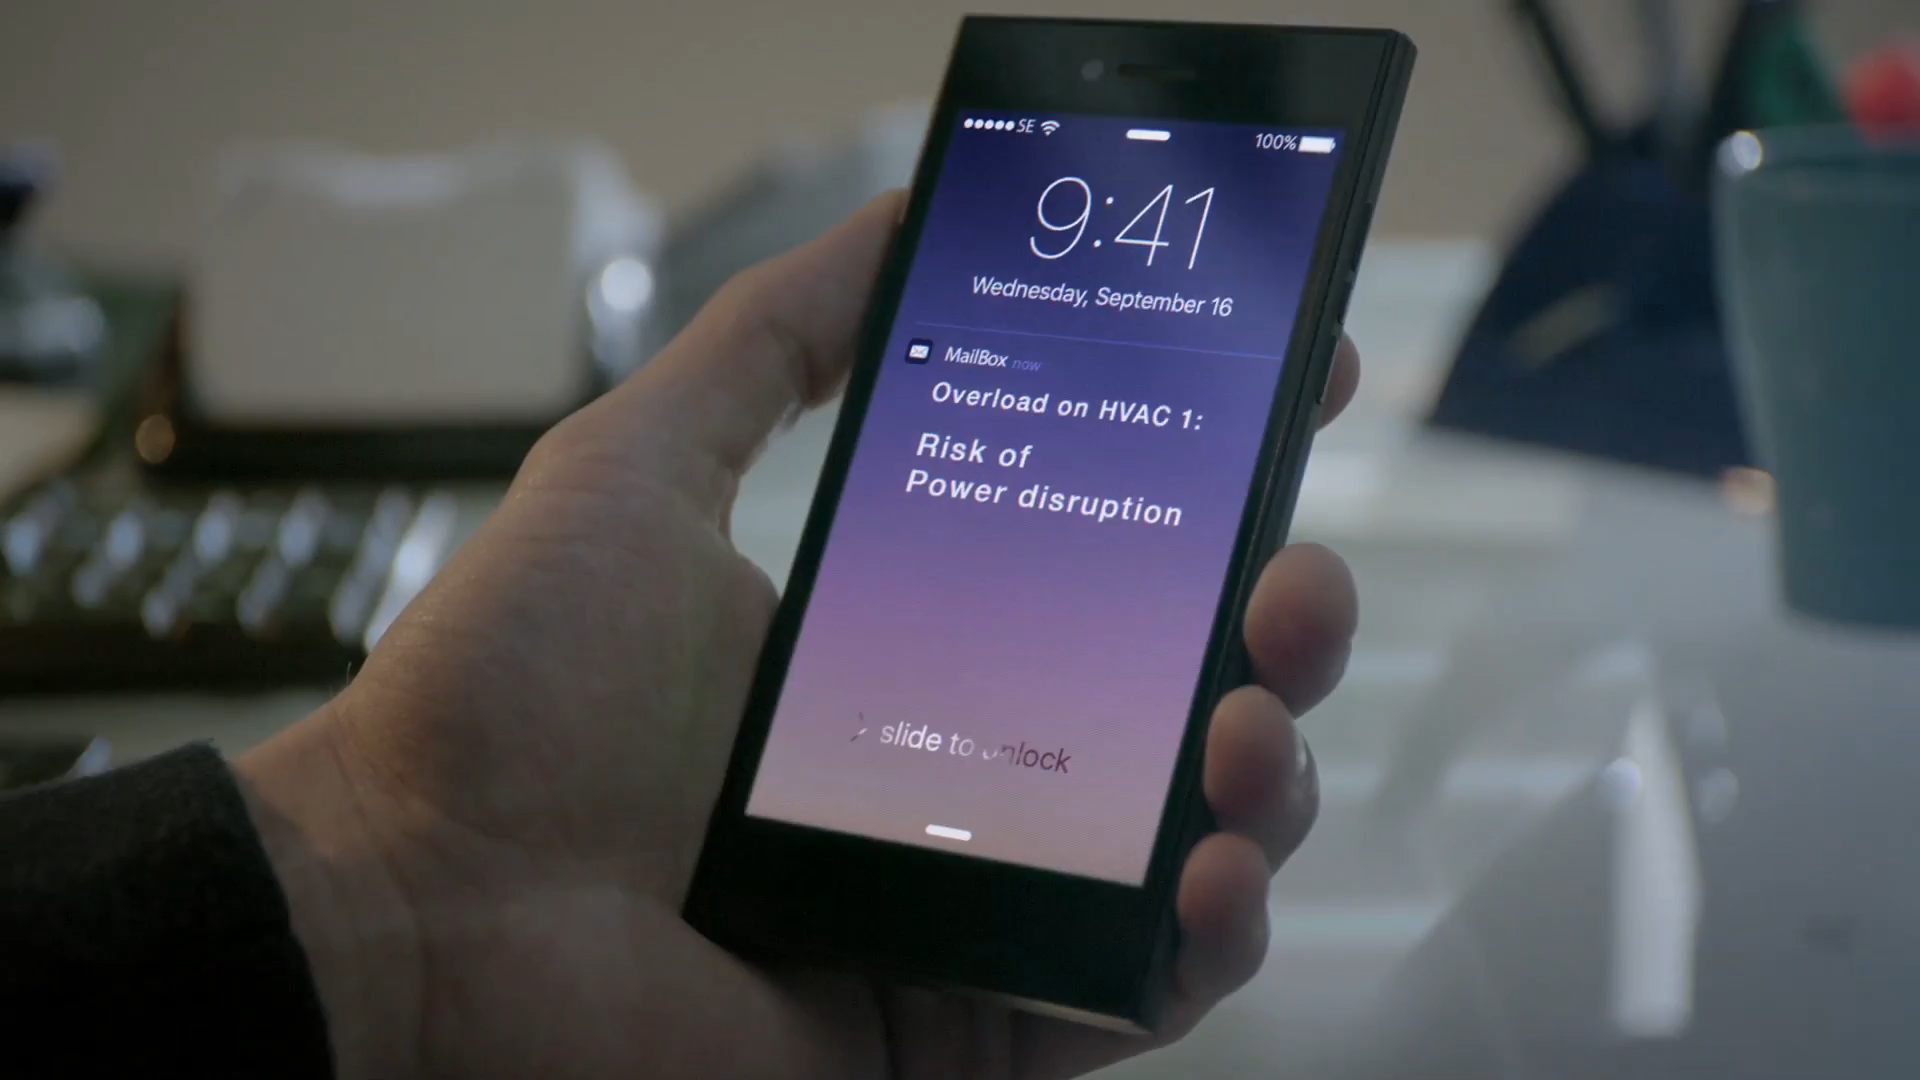 SE 100%
9:41
Wednesday, September 16
MailBox now
Overload on HVAC 1:
Risk of
Power disruption
slide to unlock